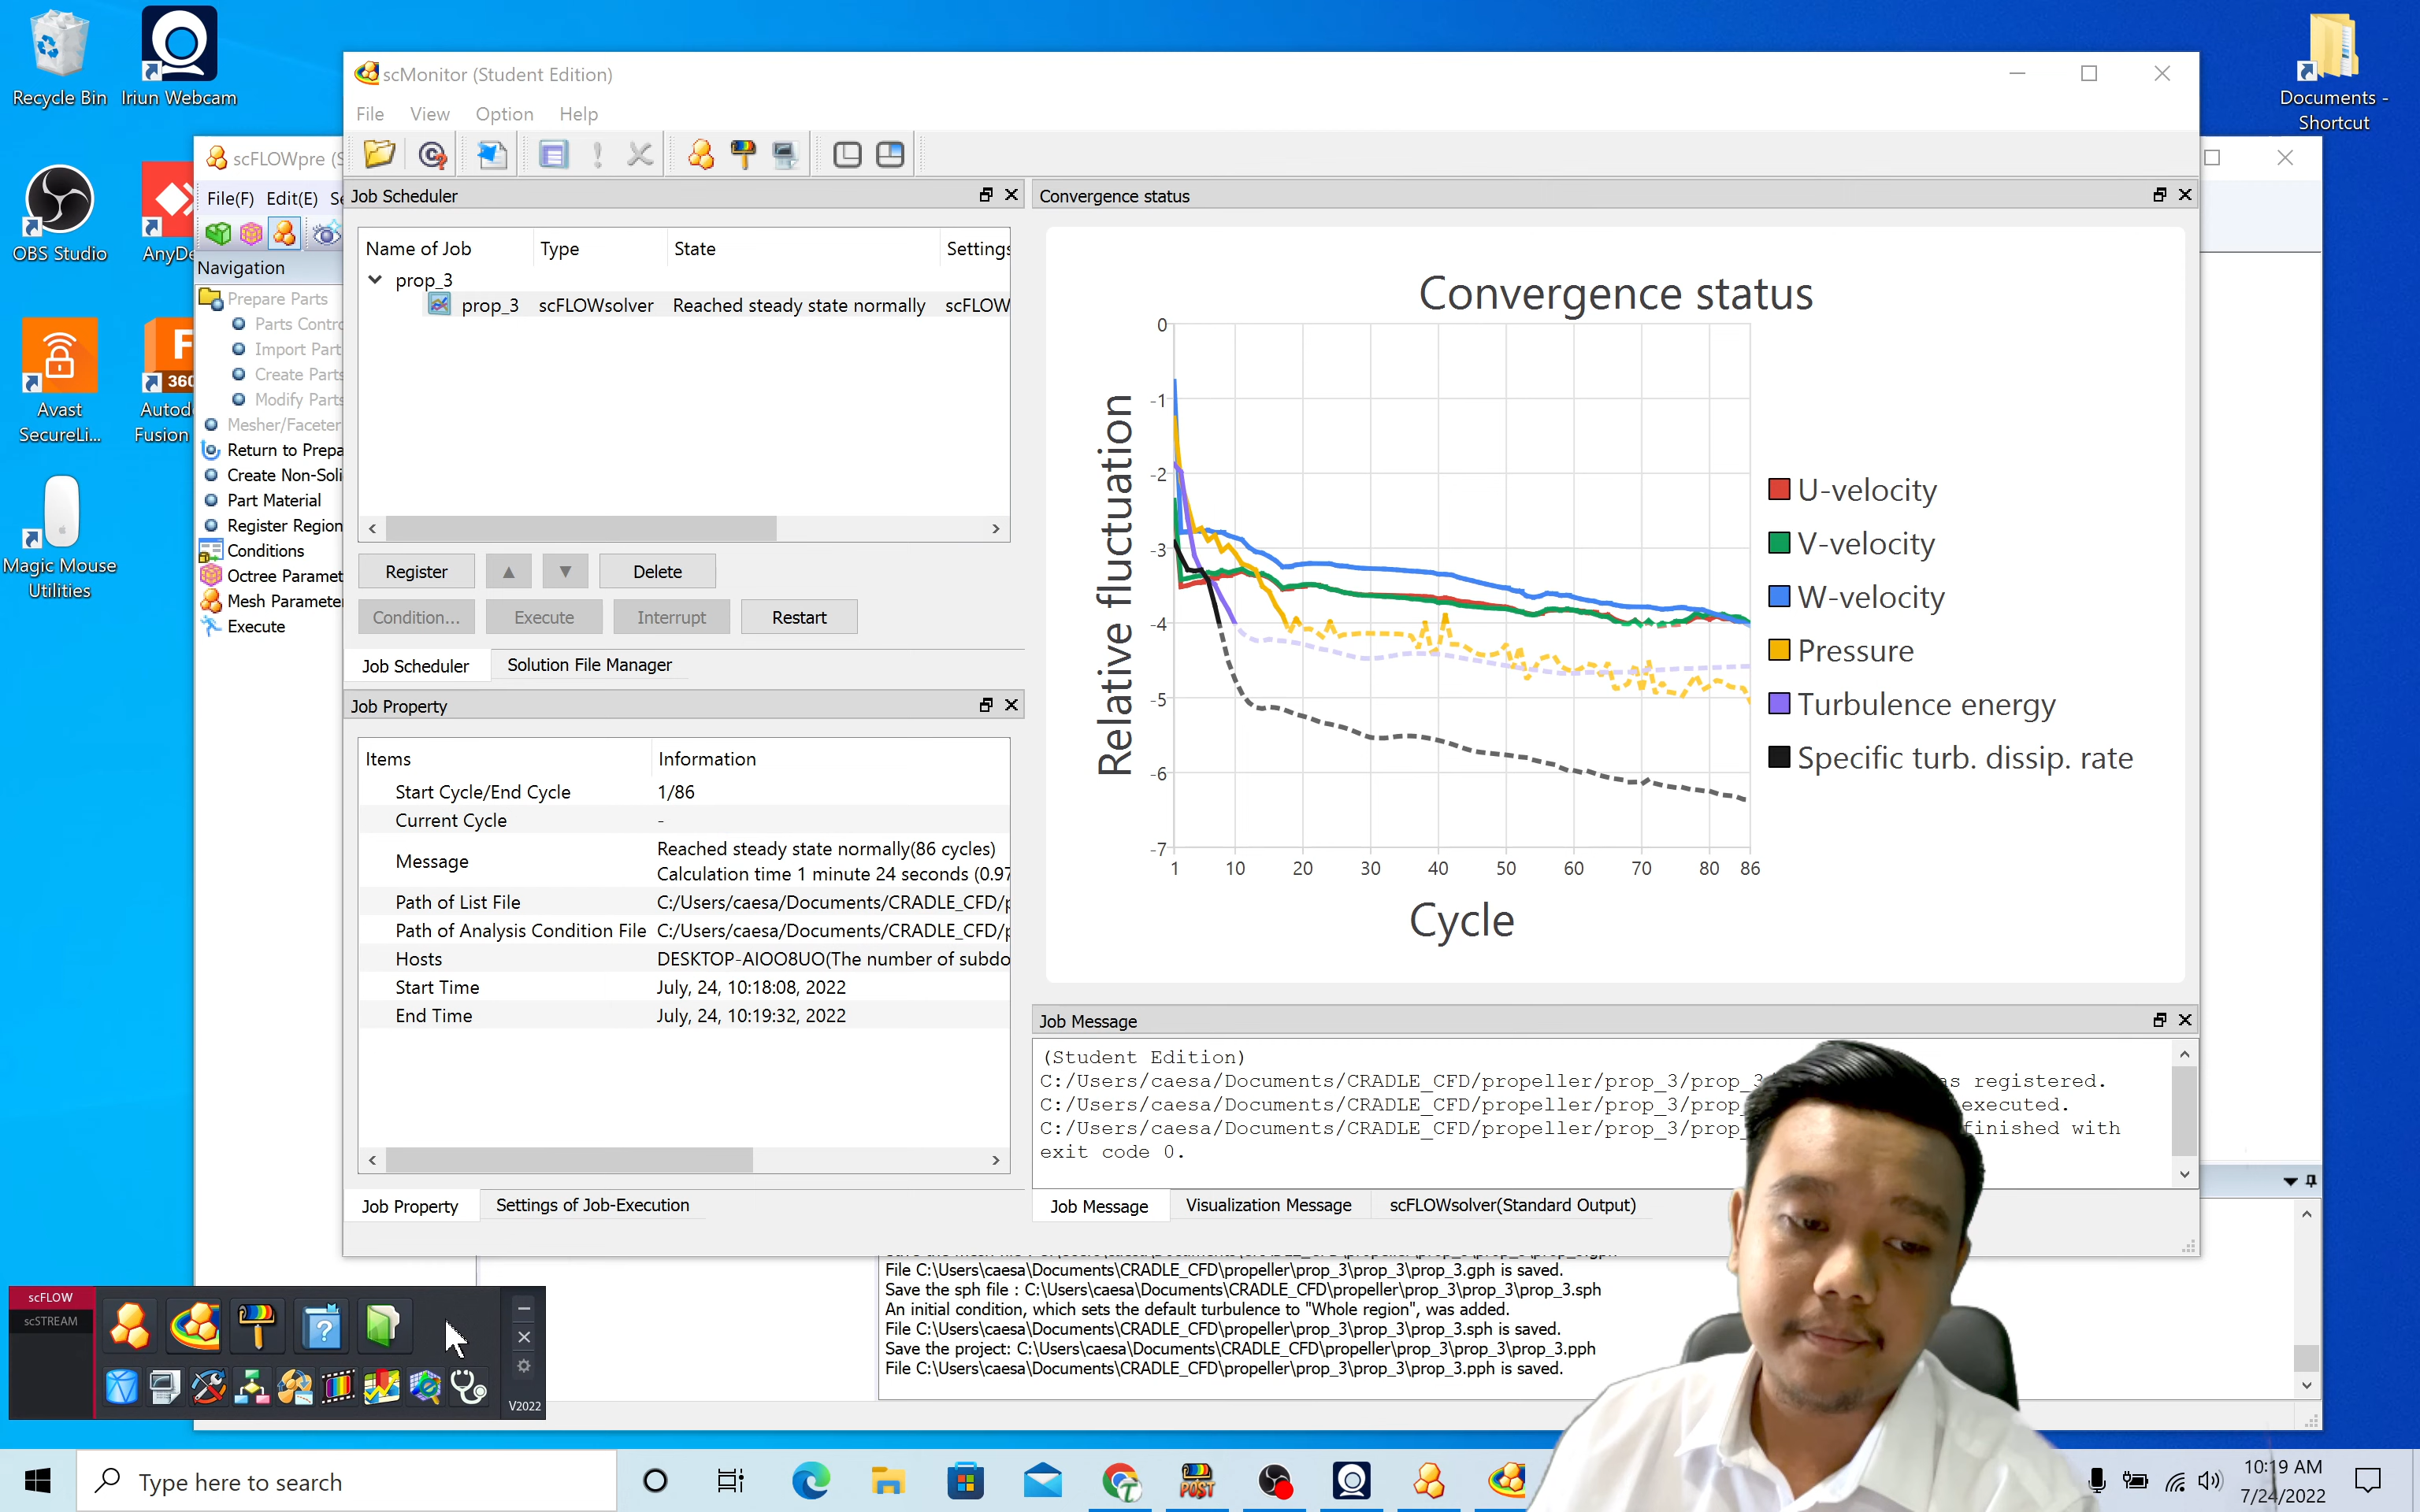 Recycle Bin
Iriun Webcam
Documents -
Shortcut
OBS Studio
Avast
SecureLi...
Fusion
Magic Mouse
Utilities
scMonitor (Student Edition)
File View Option Help
scFLOWpre
File(F) Edit(E)
Navigation
Prepare Parts
Parts
Import
Create Parts
Modify Parts
Mesher/Faceter
Return to
Create
Part Material
Register Region
Conditions
Octree
Mesh
Execute
Job Scheduler
Name of Job Type State Settings
prop_3
prop_3 scFLOWsolver Reached steady state normally
Register ▲ ▼ Delete
Condition... Execute Interrupt Restart
Job Scheduler Solution File Manager
Job Property
Items Information
Start Cycle/End Cycle 1/86
Current Cycle -
Message Reached steady state normally(86 cycles)
Calculation time 1 minute 24 seconds (0.97
Path of List File C:/Users/caesa/Documents/CRADLE_CFD/p
Path of Analysis Condition File C:/Users/caesa/Documents/CRADLE_CFD/p
Hosts DESKTOP-AIOO8UO(The number of subdo
Start Time July, 24, 10:18:08, 2022
End Time July, 24, 10:19:32, 2022
Job Property Settings of Job-Execution
Convergence status
Convergence status
Relative fluctuation
0
-1
-2
-3
-4
-5
-6
-7
1 10 20 30 40 50 60 70 80 86
Cycle
U-velocity
V-velocity
W-velocity
Pressure
Turbulence energy
Specific turb. dissip. rate
Job Message
(Student Edition)
C:/Users/caesa/Documents/CRADLE_CFD/propeller/prop_3/prop_3 registered.
C:/Users/caesa/Documents/CRADLE_CFD/propeller/prop_3/prop_ executed.
C:/Users/caesa/Documents/CRADLE_CFD/propeller/prop_3/prop_ finished with
exit code 0.
Job Message Visualization Message scFLOWsolver(Standard Output)
File C:\Users\caesa\Documents\CRADLE_CFD\propeller\prop_3\prop_3\prop_3.gph is saved.
Save the sph file : C:\Users\caesa\Documents\CRADLE_CFD\propeller\prop_3\prop_3\prop_3.sph
An initial condition, which sets the default turbulence to "Whole region", was added.
File C:\Users\caesa\Documents\CRADLE_CFD\propeller\prop_3\prop_3\prop_3.sph is saved.
Save the project: C:\Users\caesa\Documents\CRADLE_CFD\propeller\prop_3\prop_3\prop_3.pph
File C:\Users\caesa\Documents\CRADLE_CFD\propeller\prop_3\prop_3\prop_3.pph is saved.
scFLOW
scSTREAM
V2022
Type here to search
POST
10:19 AM
7/24/2022